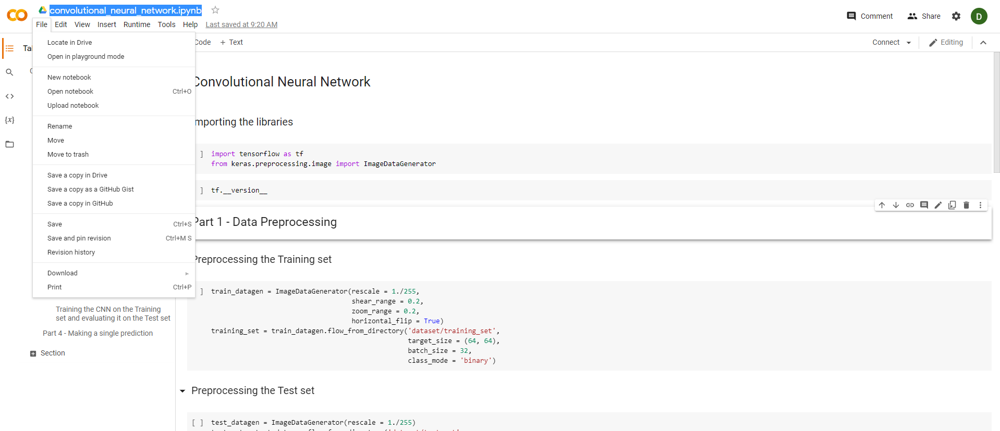 convolutional_neural_network.ipynb
File Edit View Insert Runtime Tools Help Last saved at 9:20 AM
Comment Share D
Code + Text
Connect Editing
Locate in Drive
Open in playground mode
New notebook
Open notebook Ctrl+O
Upload notebook
Rename
Move
Move to trash
Save a copy in Drive
Save a copy as a GitHub Gist
Save a copy in GitHub
Save Ctrl+S
Save and pin revision Ctrl+M S
Revision history
Download
Print Ctrl+P
Training the CNN on the Training
set and evaluating it on the Test set
Part 4 - Making a single prediction
Section
Convolutional Neural Network
mporting the libraries
] import tensorflow as tf
from keras.preprocessing.image import ImageDataGenerator
] tf.__version__
Part 1 - Data Preprocessing
Preprocessing the Training set
] train_datagen = ImageDataGenerator(rescale = 1./255,
shear_range = 0.2,
zoom_range = 0.2,
horizontal_flip = True)
training_set = train_datagen.flow_from_directory('dataset/training_set',
target_size = (64, 64),
batch_size = 32,
class_mode = 'binary')
Preprocessing the Test set
[ ] test_datagen = ImageDataGenerator(rescale = 1./255)